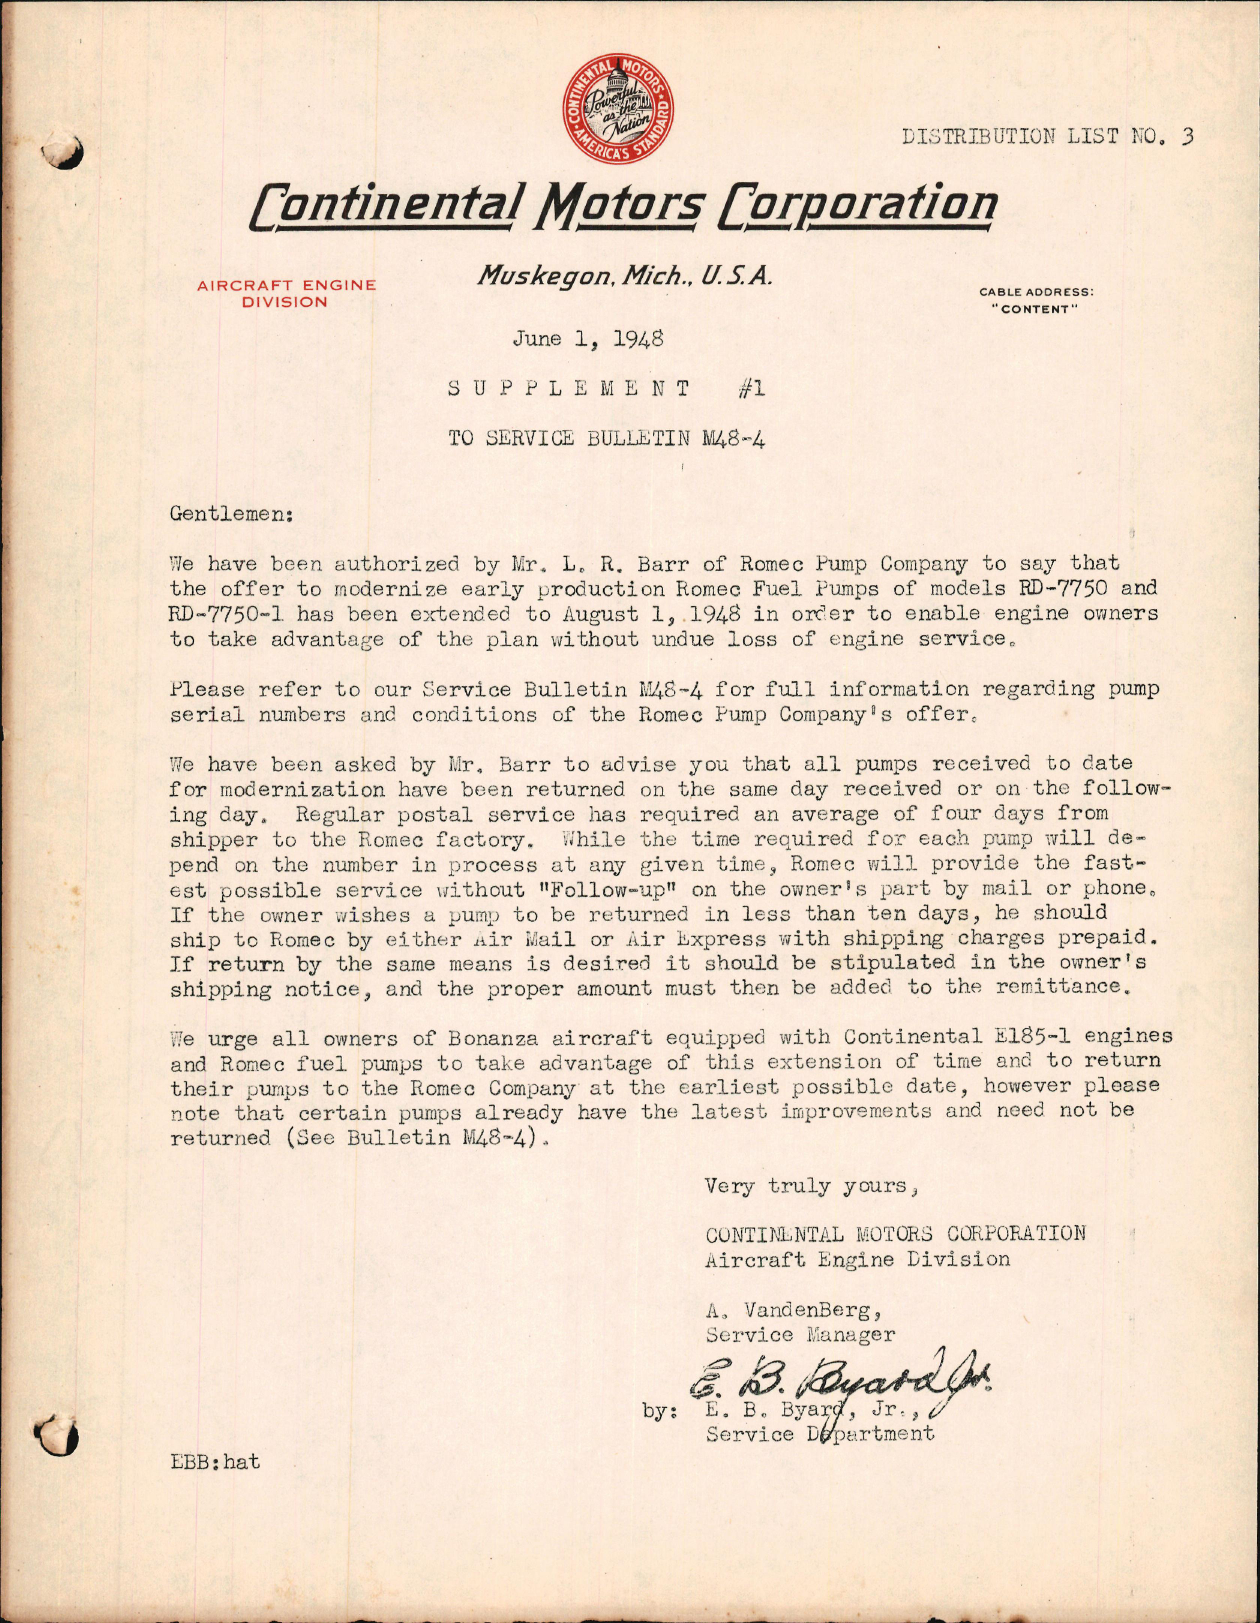 CONTINENTAL MOTORS
Powerful
as the
Nation
AMERICA'S STANDARD
DISTRIBUTION LIST NO. 3
Continental Motors Corporation
Muskegon, Mich., U.S.A.
AIRCRAFT ENGINE
DIVISION
CABLE ADDRESS:
"CONTENT"
June 1, 1948
S U P P L E M E N T #1
TO SERVICE BULLETIN M48-4
Gentlemen:
We have been authorized by Mr. L. R. Barr of Romec Pump Company to say that
the offer to modernize early production Romec Fuel Pumps of models RD-7750 and
RD-7750-1 has been extended to August 1, 1948 in order to enable engine owners
to take advantage of the plan without undue loss of engine service.
Please refer to our Service Bulletin M48-4 for full information regarding pump
serial numbers and conditions of the Romec Pump Company's offer.
We have been asked by Mr. Barr to advise you that all pumps received to date
for modernization have been returned on the same day received or on the follow-
ing day. Regular postal service has required an average of four days from
shipper to the Romec factory. While the time required for each pump will de-
pend on the number in process at any given time, Romec will provide the fast-
est possible service without "Follow-up" on the owner's part by mail or phone.
If the owner wishes a pump to be returned in less than ten days, he should
ship to Romec by either Air Mail or Air Express with shipping charges prepaid.
If return by the same means is desired it should be stipulated in the owner's
shipping notice, and the proper amount must then be added to the remittance.
We urge all owners of Bonanza aircraft equipped with Continental E185-1 engines
and Romec fuel pumps to take advantage of this extension of time and to return
their pumps to the Romec Company at the earliest possible date, however please
note that certain pumps already have the latest improvements and need not be
returned (See Bulletin M48-4).
Very truly yours,
CONTINENTAL MOTORS CORPORATION
Aircraft Engine Division
A. VandenBerg,
Service Manager
E. B. Byard Jr.
by: E. B. Byard, Jr.,
Service Department
EBB:hat